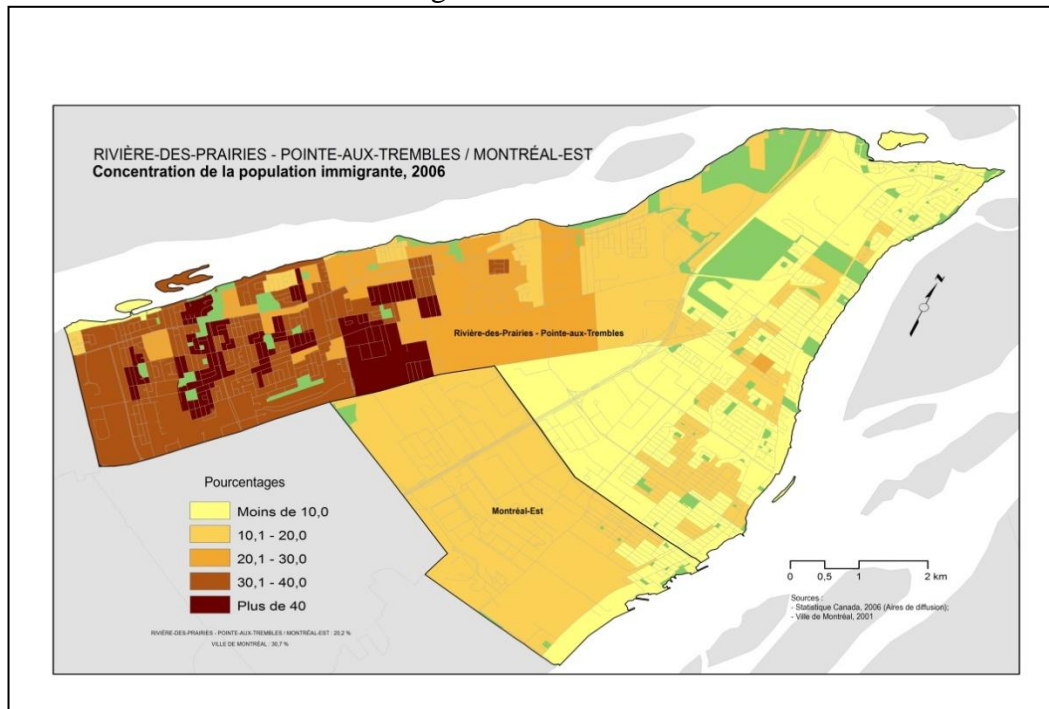 RIVIÈRE-DES-PRAIRIES - POINTE-AUX-TREMBLES / MONTRÉAL-EST
Concentration de la population immigrante, 2006
N
Rivière-des-Prairies - Pointe-aux-Trembles
Montréal-Est
Pourcentages
Moins de 10,0
10,1 - 20,0
20,1 - 30,0
30,1 - 40,0
Plus de 40
RIVIÈRE-DES-PRAIRIES - POINTE-AUX-TREMBLES / MONTRÉAL-EST : 20,2 %
VILLE DE MONTRÉAL : 30,7 %
0 0,5 1 2 km
Sources :
- Statistique Canada, 2006 (Aires de diffusion);
- Ville de Montréal, 2001